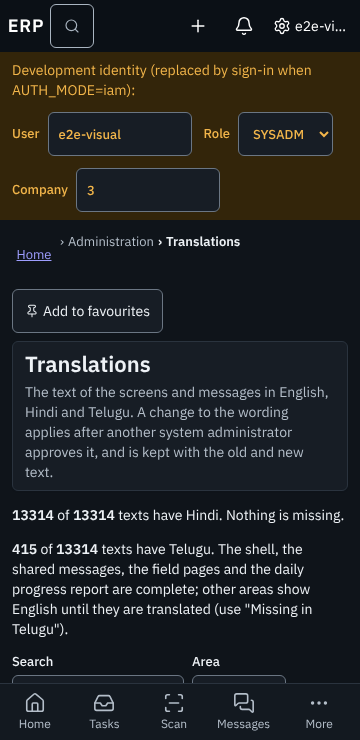 ERP
e2e-vi...
Development identity (replaced by sign-in when
AUTH_MODE=iam):
User e2e-visual Role SYSADM
Company 3
Home › Administration › Translations
Add to favourites
Translations
The text of the screens and messages in English,
Hindi and Telugu. A change to the wording
applies after another system administrator
approves it, and is kept with the old and new
text.
13314 of 13314 texts have Hindi. Nothing is missing.
415 of 13314 texts have Telugu. The shell, the
shared messages, the field pages and the daily
progress report are complete; other areas show
English until they are translated (use "Missing in
Telugu").
Search Area
Home Tasks Scan Messages More